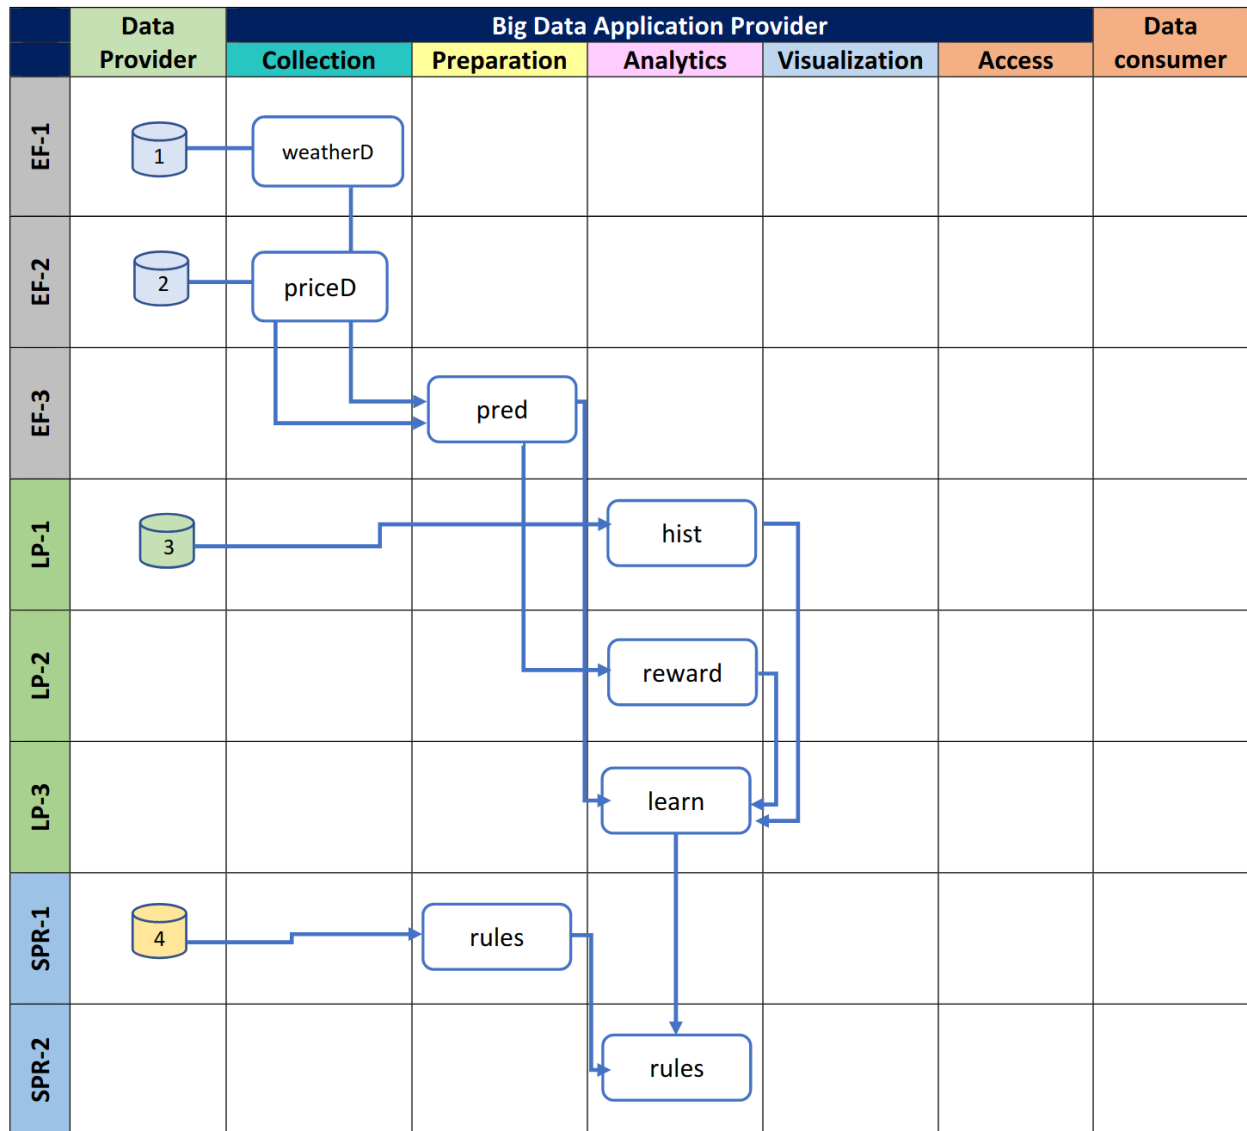 Data Provider
Big Data Application Provider
Data consumer
Collection
Preparation
Analytics
Visualization
Access
EF-1
1
weatherD
EF-2
2
priceD
EF-3
pred
LP-1
3
hist
LP-2
reward
LP-3
learn
SPR-1
4
rules
SPR-2
rules